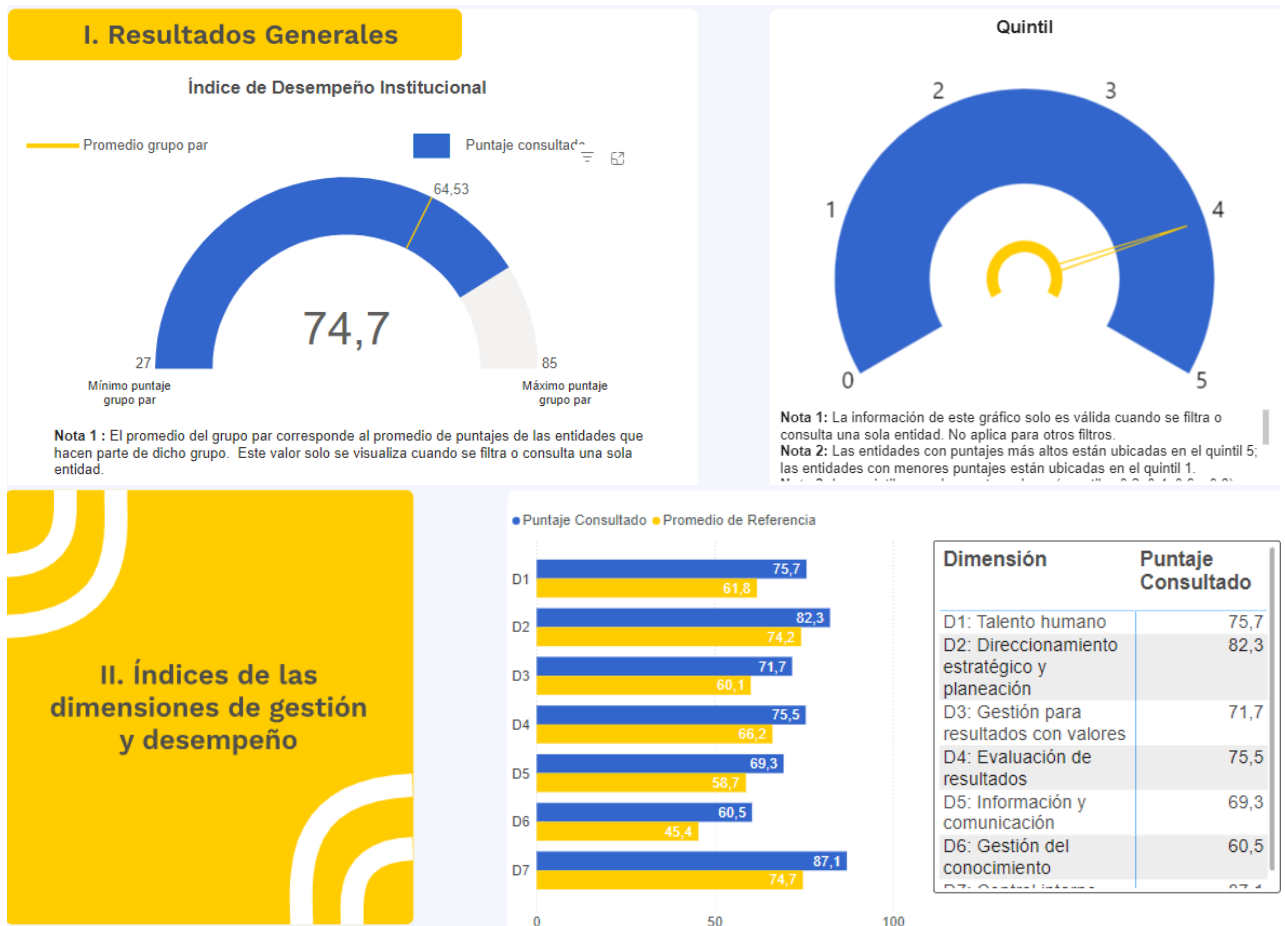 I. Resultados Generales
Índice de Desempeño Institucional
Promedio grupo par
Puntaje consultado
64,53
74,7
27
85
Mínimo puntaje
grupo par
Máximo puntaje
grupo par
Nota 1 : El promedio del grupo par corresponde al promedio de puntajes de las entidades que
hacen parte de dicho grupo. Este valor solo se visualiza cuando se filtra o consulta una sola
entidad.
Quintil
0
1
2
3
4
5
Nota 1: La información de este gráfico solo es válida cuando se filtra o
consulta una sola entidad. No aplica para otros filtros.
Nota 2: Las entidades con puntajes más altos están ubicadas en el quintil 5;
las entidades con menores puntajes están ubicadas en el quintil 1.
II. Índices de las
dimensiones de gestión
y desempeño
Puntaje Consultado Promedio de Referencia
D1 75,7
61,8
D2 82,3
74,2
D3 71,7
60,1
D4 75,5
66,2
D5 69,3
58,7
D6 60,5
45,4
D7 87,1
74,7
0 50 100
Dimensión Puntaje
Consultado
D1: Talento humano 75,7
D2: Direccionamiento 82,3
estratégico y
planeación
D3: Gestión para 71,7
resultados con valores
D4: Evaluación de 75,5
resultados
D5: Información y 69,3
comunicación
D6: Gestión del 60,5
conocimiento